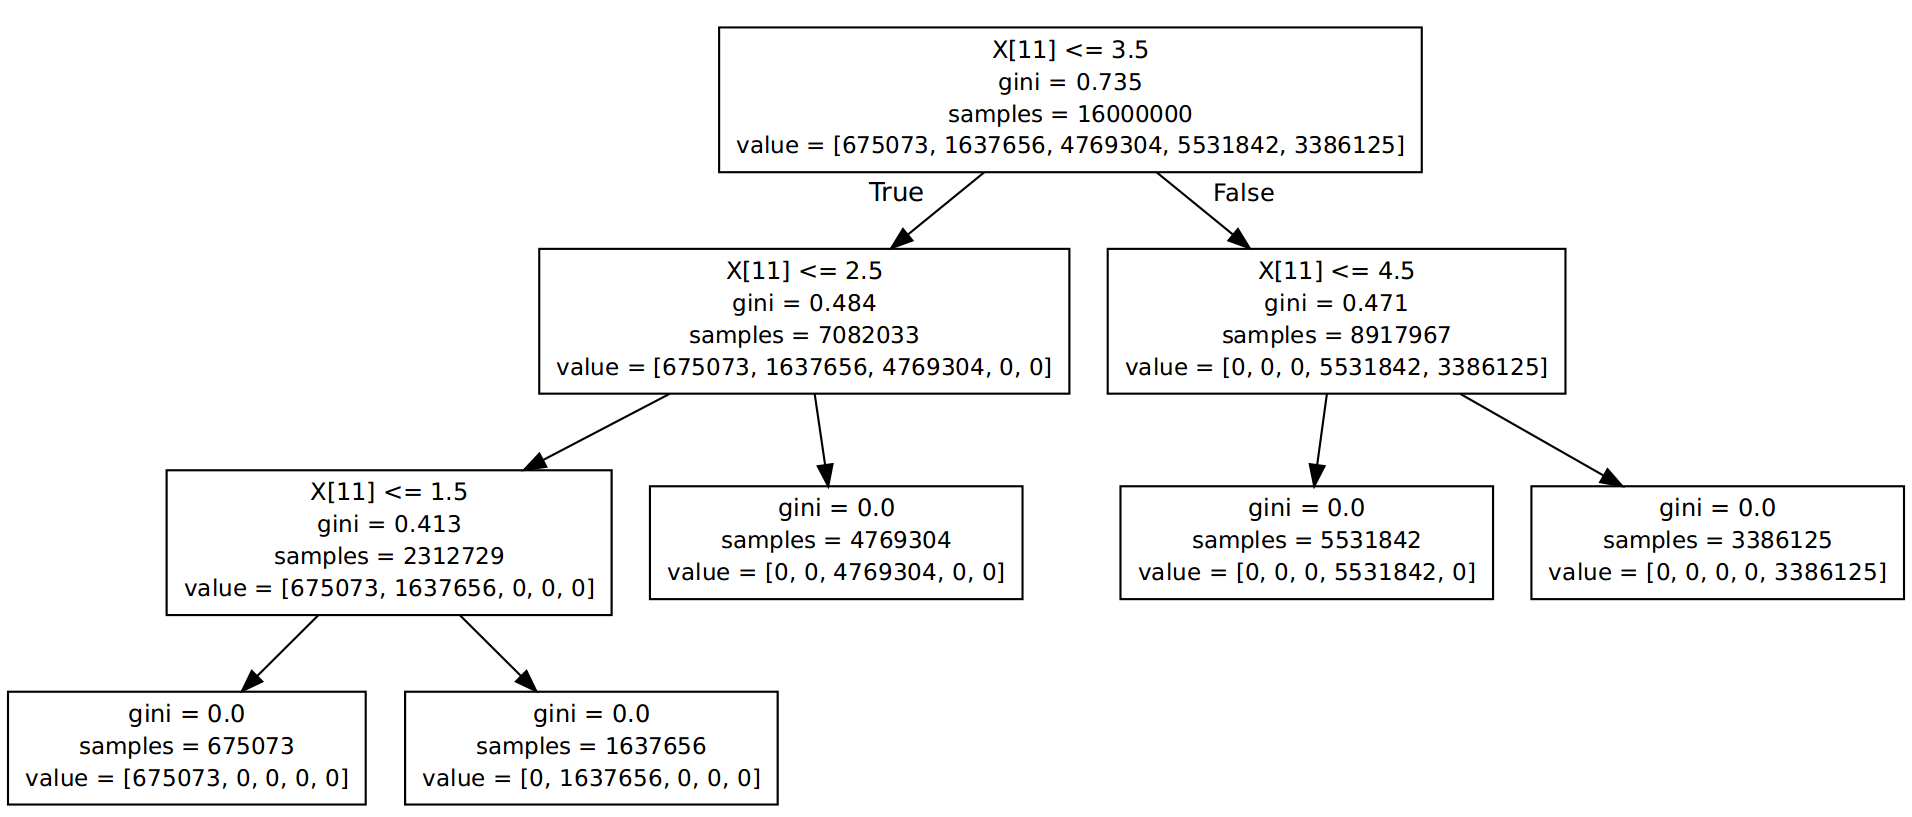 X[11] <= 3.5
gini = 0.735
samples = 16000000
value = [675073, 1637656, 4769304, 5531842, 3386125]
True
False
X[11] <= 2.5
gini = 0.484
samples = 7082033
value = [675073, 1637656, 4769304, 0, 0]
X[11] <= 4.5
gini = 0.471
samples = 8917967
value = [0, 0, 0, 5531842, 3386125]
X[11] <= 1.5
gini = 0.413
samples = 2312729
value = [675073, 1637656, 0, 0, 0]
gini = 0.0
samples = 4769304
value = [0, 0, 4769304, 0, 0]
gini = 0.0
samples = 5531842
value = [0, 0, 0, 5531842, 0]
gini = 0.0
samples = 3386125
value = [0, 0, 0, 0, 3386125]
gini = 0.0
samples = 675073
value = [675073, 0, 0, 0, 0]
gini = 0.0
samples = 1637656
value = [0, 1637656, 0, 0, 0]